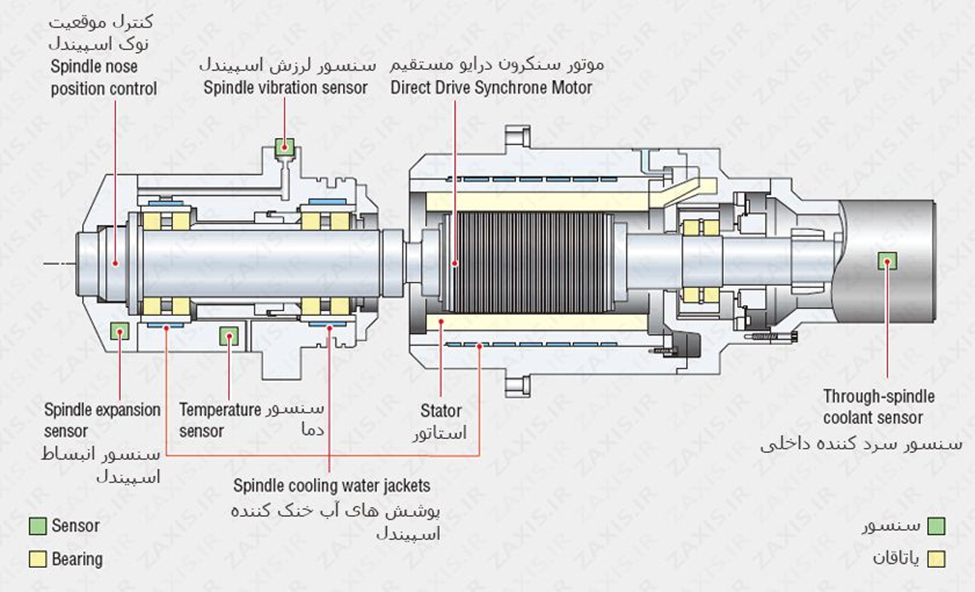 کنترل موقعیت
نوک اسپیندل
Spindle nose
position control
سنسور لرزش اسپیندل
Spindle vibration sensor
موتور سنکرون درایو مستقیم
Direct Drive Synchrone Motor
Spindle expansion
sensor
سنسور انبساط
اسپیندل
Temperature سنسور
sensor دما
Stator
استاتور
Through-spindle
coolant sensor
سنسور سرد کننده داخلی
Spindle cooling water jackets
پوشش های آب خنک کننده
اسپیندل
Sensor
Bearing
سنسور
یاتاقان
ZAXIS.IR